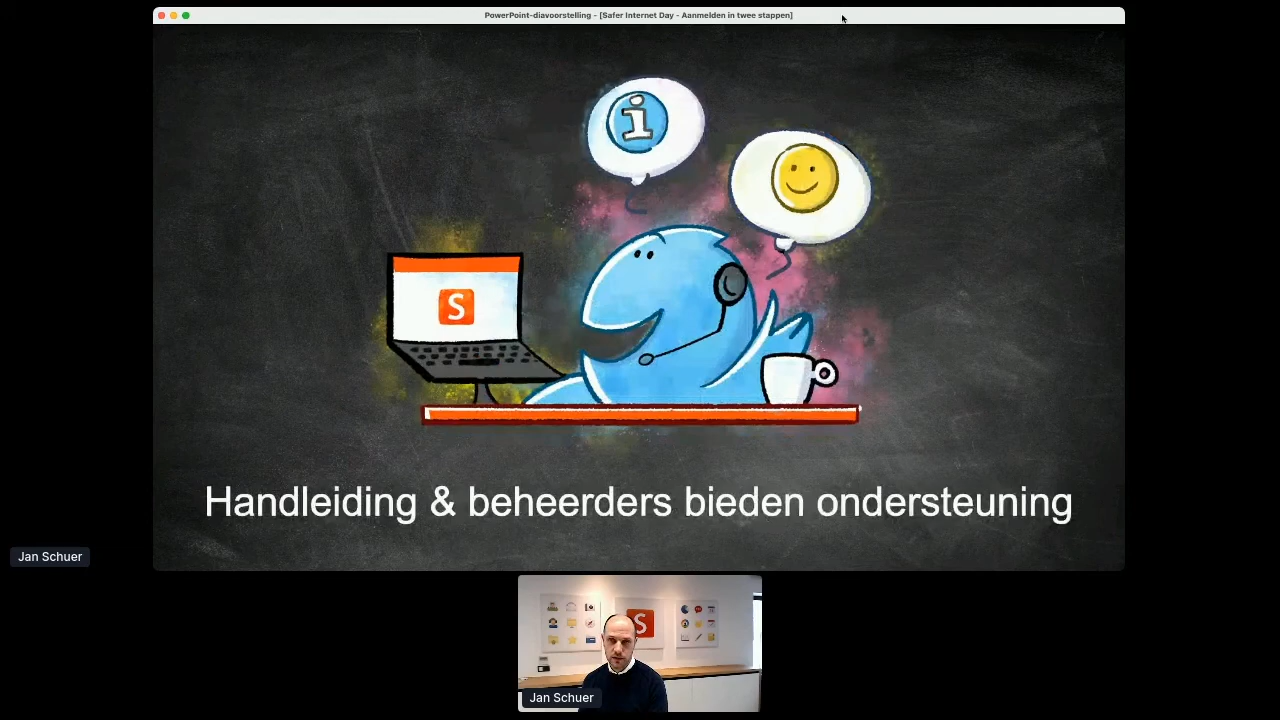 PowerPoint-diavoorstelling - [Safer Internet Day - Aanmelden in twee stappen]
i
S
Handleiding & beheerders bieden ondersteuning
Jan Schuer
S
Jan Schuer